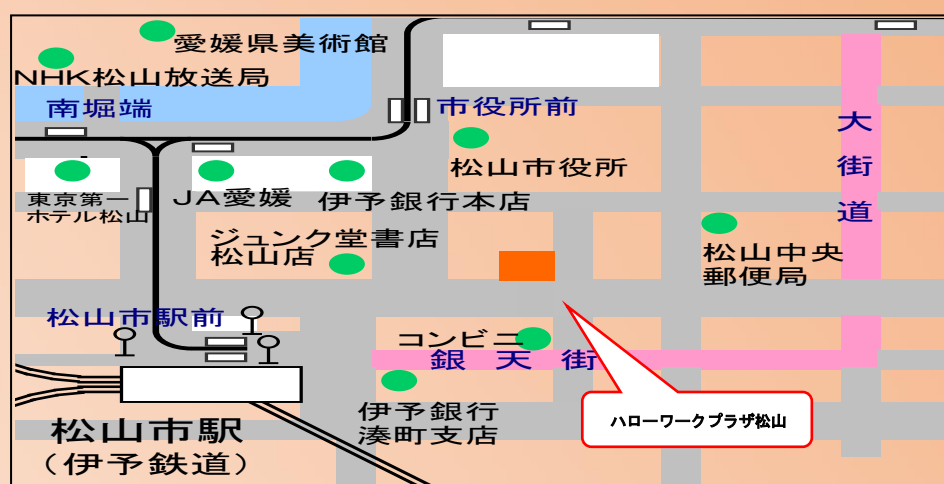 愛媛県美術館
NHK松山放送局
南堀端
市役所前
大街道
松山市役所
東京第一
ホテル松山
JA愛媛
伊予銀行本店
ジュンク堂書店
松山店
松山中央
郵便局
松山市駅前
コンビニ
銀天街
伊予銀行
湊町支店
ハローワークプラザ松山
松山市駅
(伊予鉄道)